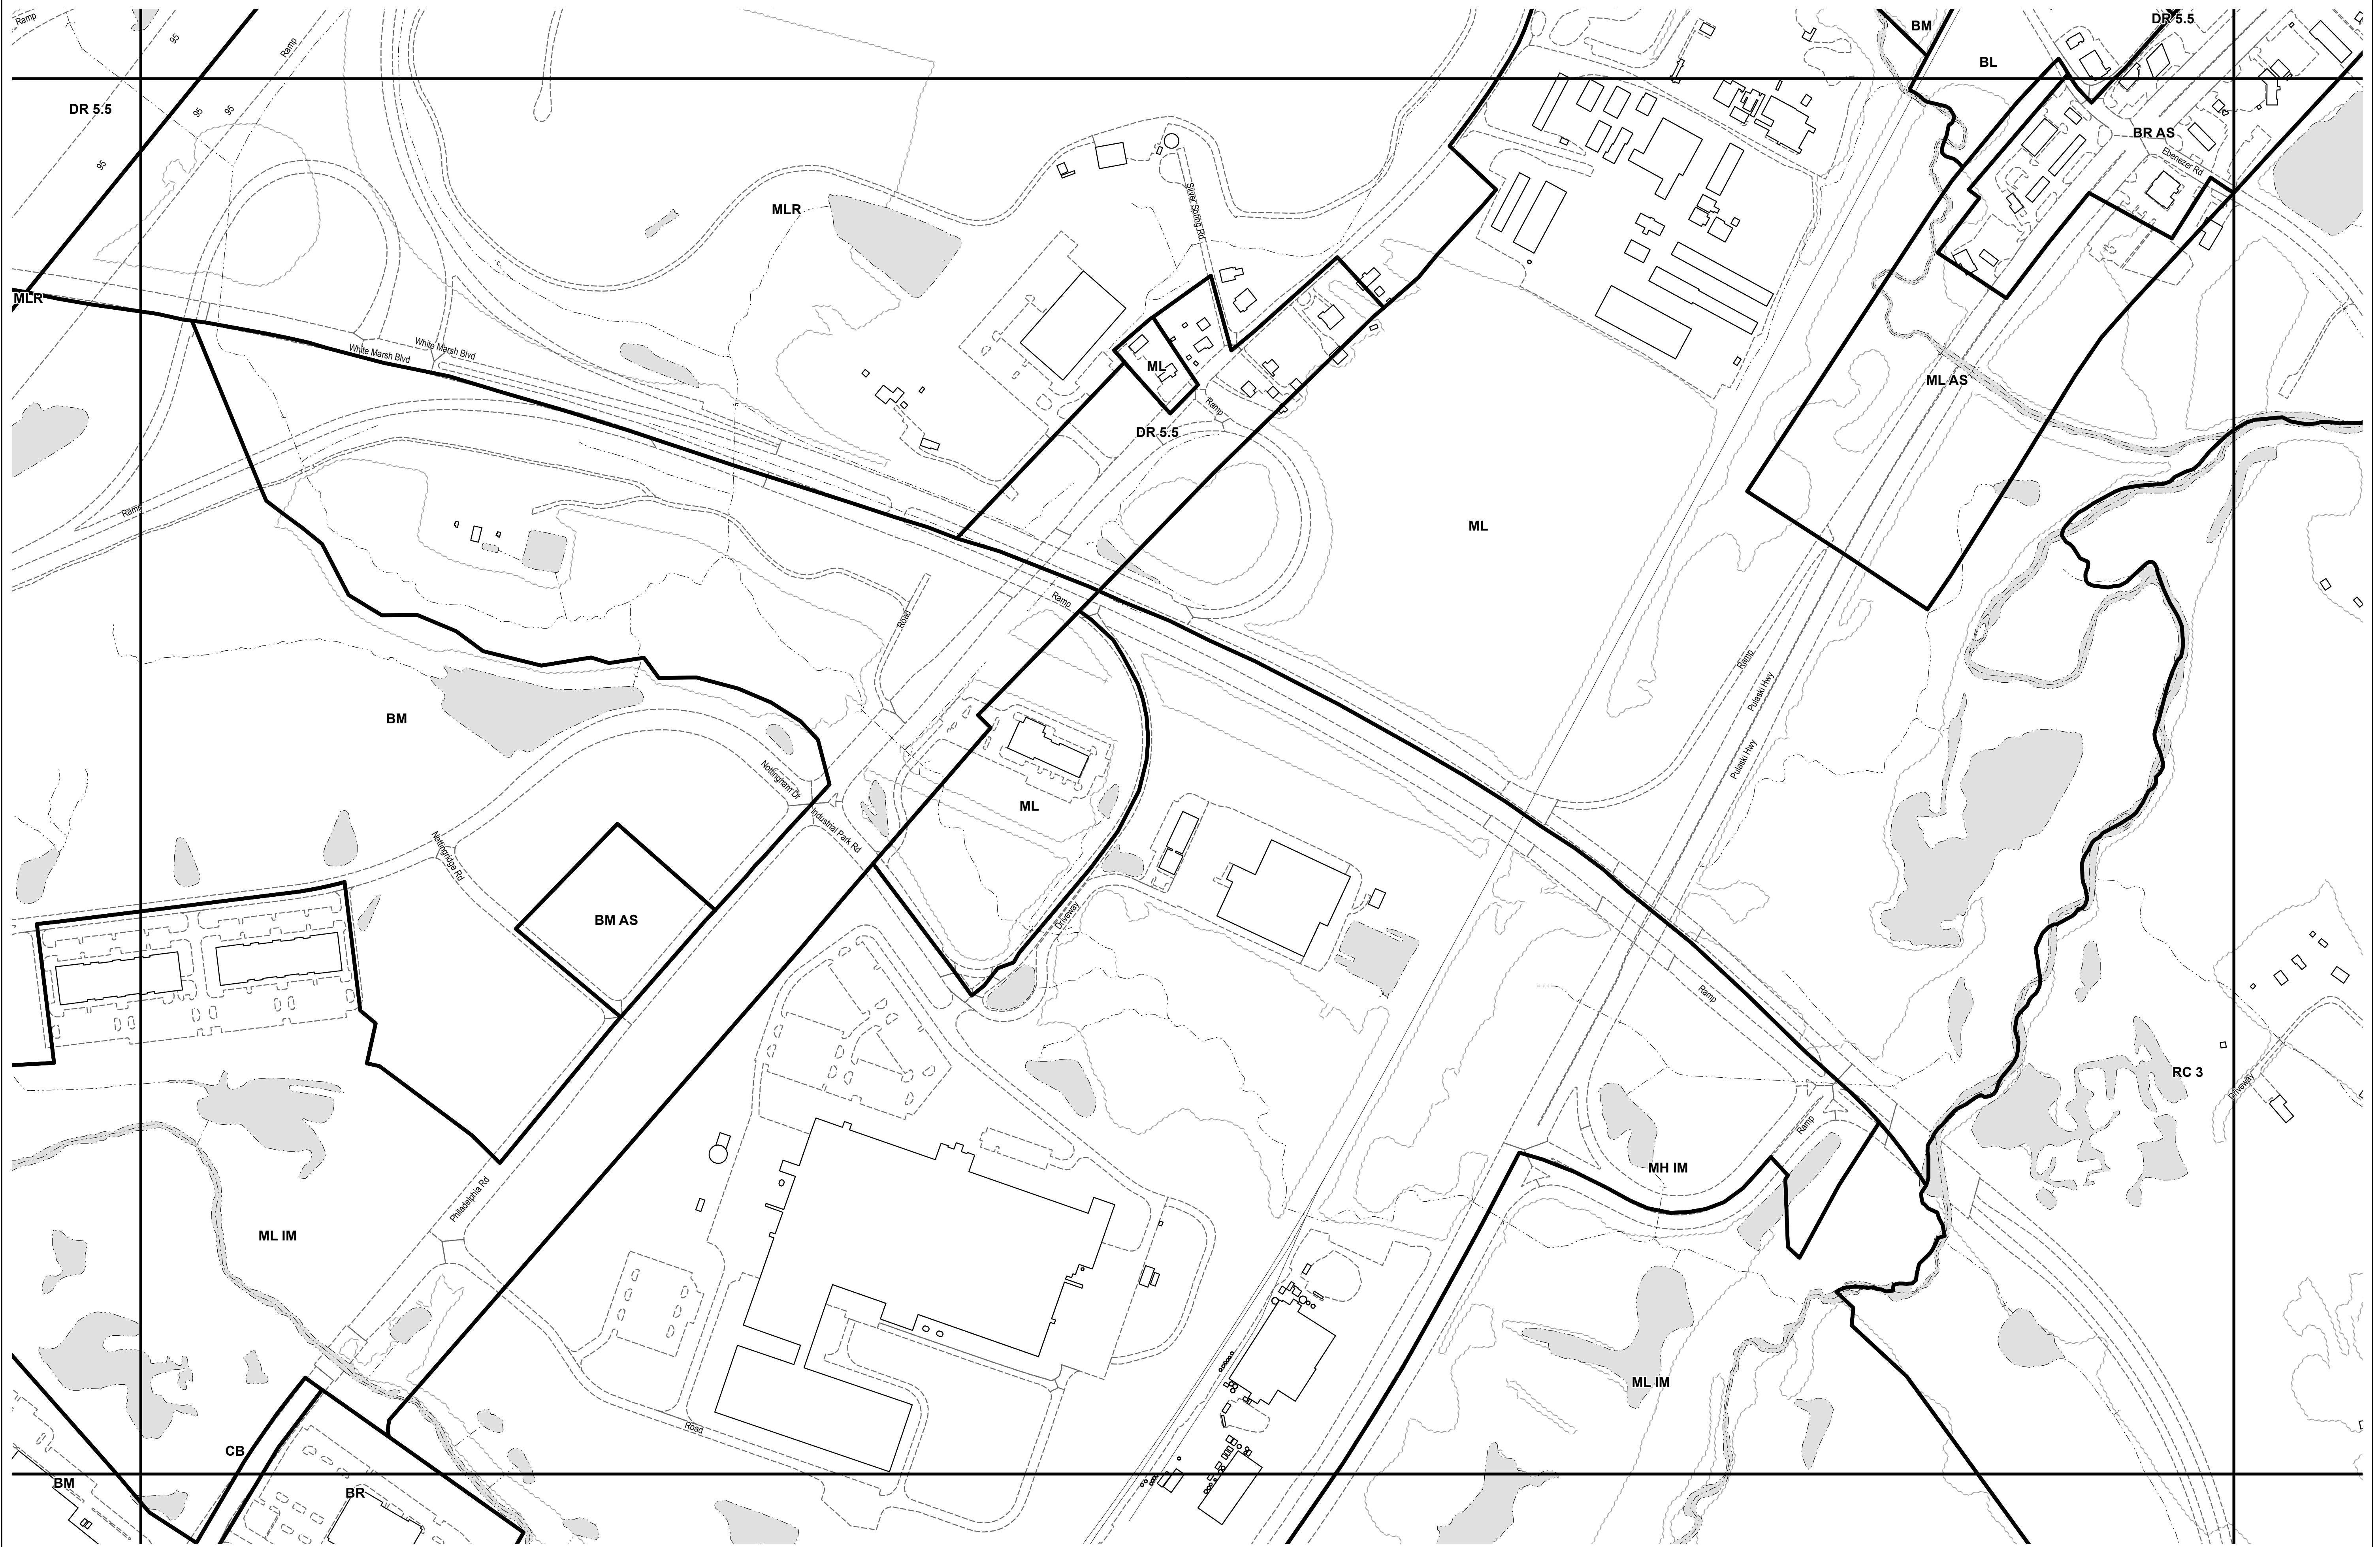 Ramp
95
Ramp
BM
DR 5.5
BL
DR 5.5
95
95
95
BR AS
Ebenezer Rd
MLR
Silver Spring Rd
MLR
White Marsh Blvd
White Marsh Blvd
ML
ML AS
Ramp
DR 5.5
Ramp
ML
Ramp
Road
Ramp
Pulaski Hwy
BM
Pulaski Hwy
Nottingham Dr
ML
Industrial Park Rd
Nottingridge Rd
BM AS
Driveway
Ramp
RC 3
Driveway
Ramp
MH IM
Philadelphia Rd
ML IM
ML IM
Road
CB
BM
BR